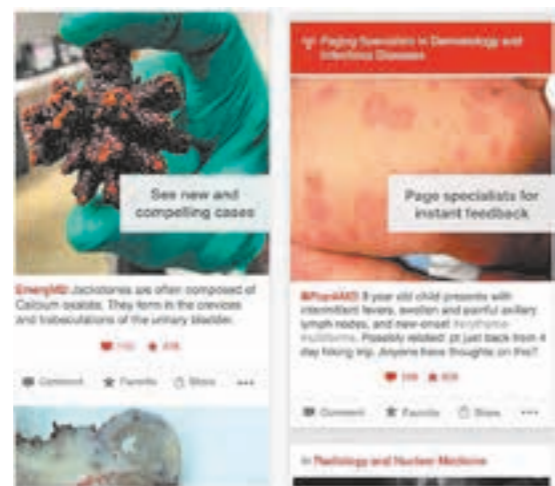 See new and
compelling cases
Jackstones are often composed of
Calcium oxalate. They form in the crevices
and trabeculations of the urinary bladder.
Comment Favorite Share
Paging Specialists in Dermatology and
Infectious Diseases
Page specialists for
instant feedback
9 year old child presents with
intermittent fevers, swollen and painful axillary
lymph nodes, and new-onset #erythema-
multiforme. Possibly related: pt just back from 4
day hiking trip. Anyone have thoughts on this?
Comment Favorite Share
in Radiology and Nuclear Medicine